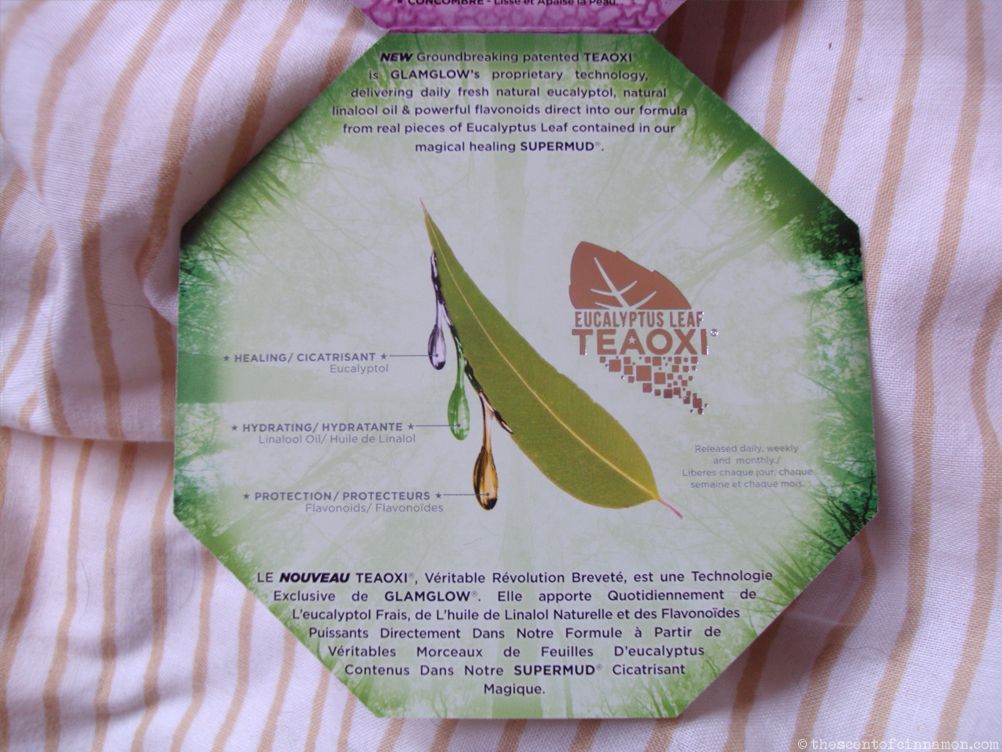 ★ CONCOMBRE - Lisse et Apaise la Peau.
NEW Groundbreaking patented TEAOXI®
is GLAMGLOW's proprietary technology,
delivering daily fresh natural eucalyptol, natural
linalool oil & powerful flavonoids direct into our formula
from real pieces of Eucalyptus Leaf contained in our
magical healing SUPERMUD®.
EUCALYPTUS LEAF
TEAOXI®
★ HEALING/ CICATRISANT ★
Eucalyptol
★ HYDRATING/ HYDRATANTE ★
Linalool Oil/ Huile de Linalol
★ PROTECTION/ PROTECTEURS ★
Flavonoids/ Flavonoïdes
Released daily, weekly
and monthly./
Liberes chaque jour, chaque
semaine et chaque mois.
LE NOUVEAU TEAOXI®, Véritable Révolution Breveté, est une Technologie
Exclusive de GLAMGLOW®. Elle apporte Quotidiennement de
L'eucalyptol Frais, de L'huile de Linalol Naturelle et des Flavonoïdes
Puissants Directement Dans Notre Formule à Partir de
Véritables Morceaux de Feuilles D'eucalyptus
Contenus Dans Notre SUPERMUD® Cicatrisant
Magique.
© thescentofcinnamon.com